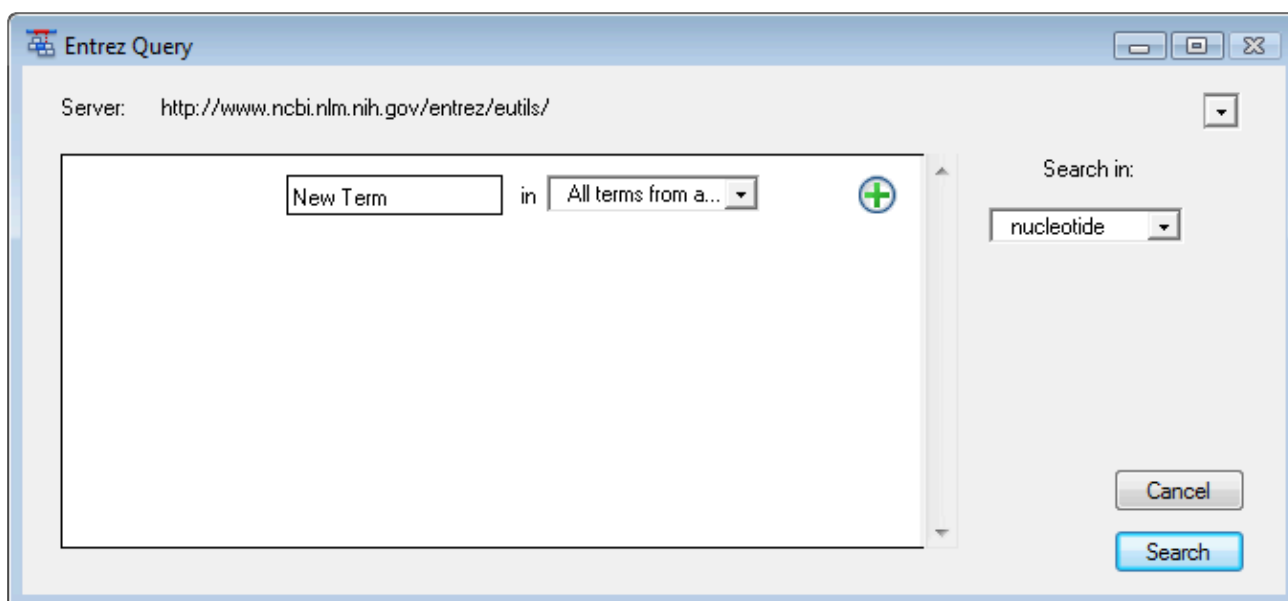 Entrez Query
Server: http://www.ncbi.nlm.nih.gov/entrez/eutils/
Search in:
New Term in All terms from a...
nucleotide
Cancel
Search